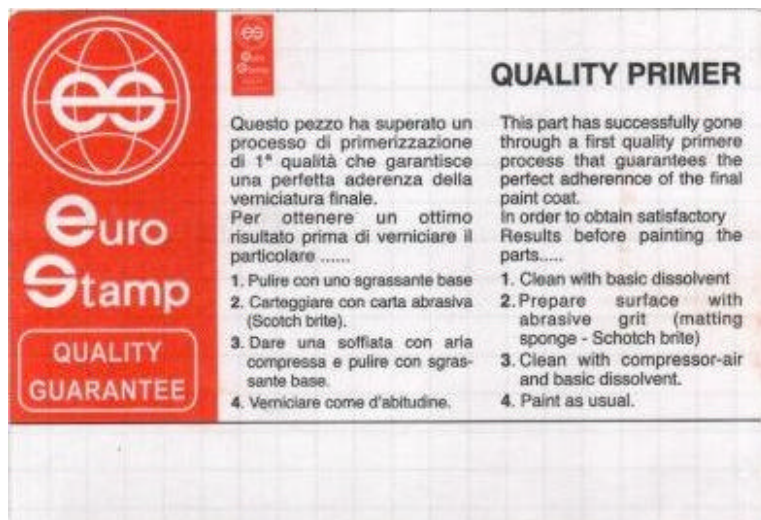 es
euro
Stamp
QUALITY
GUARANTEE
es
euro
Stamp
QUALITY PRIMER
Questo pezzo ha superato un
processo di primerizzazione
di 1ª qualità che garantisce
una perfetta aderenza della
verniciatura finale.
Per ottenere un ottimo
risultato prima di verniciare il
particolare ......
1. Pulire con uno sgrassante base
2. Carteggiare con carta abrasiva
(Scotch brite).
3. Dare una soffiata con aria
compressa e pulire con sgras-
sante base.
4. Verniciare come d'abitudine.
This part has successfully gone
through a first quality primere
process that guarantees the
perfect adherennce of the final
paint coat.
In order to obtain satisfactory
Results before painting the
parts.....
1. Clean with basic dissolvent
2. Prepare surface with
abrasive grit (matting
sponge - Schotch brite)
3. Clean with compressor-air
and basic dissolvent.
4. Paint as usual.